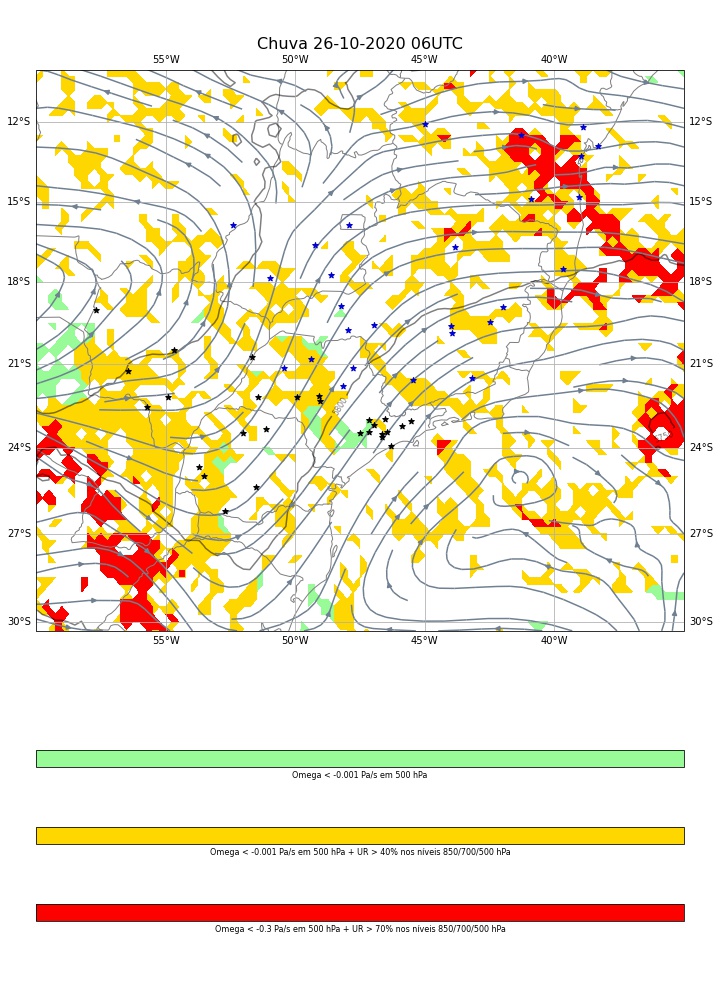 Chuva 26-10-2020 06UTC
55°W 50°W 45°W 40°W
12°S 12°S
15°S 15°S
18°S 18°S
21°S 21°S
24°S 24°S
27°S 27°S
30°S 30°S
55°W 50°W 45°W 40°W
Omega < -0.001 Pa/s em 500 hPa
Omega < -0.001 Pa/s em 500 hPa + UR > 40% nos níveis 850/700/500 hPa
Omega < -0.3 Pa/s em 500 hPa + UR > 70% nos níveis 850/700/500 hPa